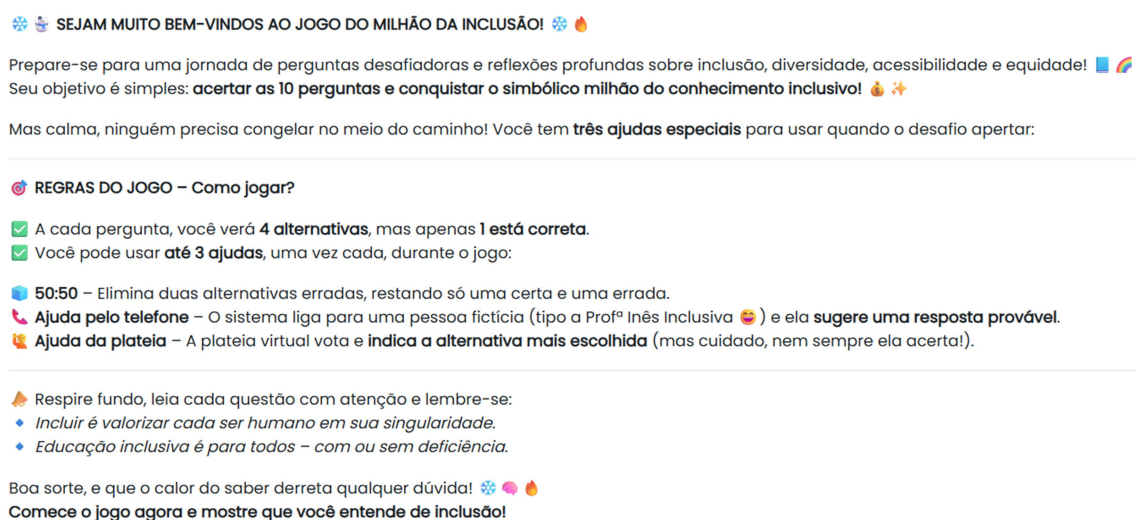 ❄️ ⛄ SEJAM MUITO BEM-VINDOS AO JOGO DO MILHÃO DA INCLUSÃO! ❄️ 🔥
Prepare-se para uma jornada de perguntas desafiadoras e reflexões profundas sobre inclusão, diversidade, acessibilidade e equidade! 📘 🌈
Seu objetivo é simples: acertar as 10 perguntas e conquistar o simbólico milhão do conhecimento inclusivo! 💰 ✨
Mas calma, ninguém precisa congelar no meio do caminho! Você tem três ajudas especiais para usar quando o desafio apertar:
🎯 REGRAS DO JOGO – Como jogar?
✅ A cada pergunta, você verá 4 alternativas, mas apenas 1 está correta.
✅ Você pode usar até 3 ajudas, uma vez cada, durante o jogo:
🧊 50:50 – Elimina duas alternativas erradas, restando só uma certa e uma errada.
📞 Ajuda pelo telefone – O sistema liga para uma pessoa fictícia (tipo a Profª Inês Inclusiva 😄) e ela sugere uma resposta provável.
🙋 Ajuda da plateia – A plateia virtual vota e indica a alternativa mais escolhida (mas cuidado, nem sempre ela acerta!).
📣 Respire fundo, leia cada questão com atenção e lembre-se:
🔹 Incluir é valorizar cada ser humano em sua singularidade.
🔹 Educação inclusiva é para todos – com ou sem deficiência.
Boa sorte, e que o calor do saber derreta qualquer dúvida! ❄️ 🧠 🔥
Comece o jogo agora e mostre que você entende de inclusão!